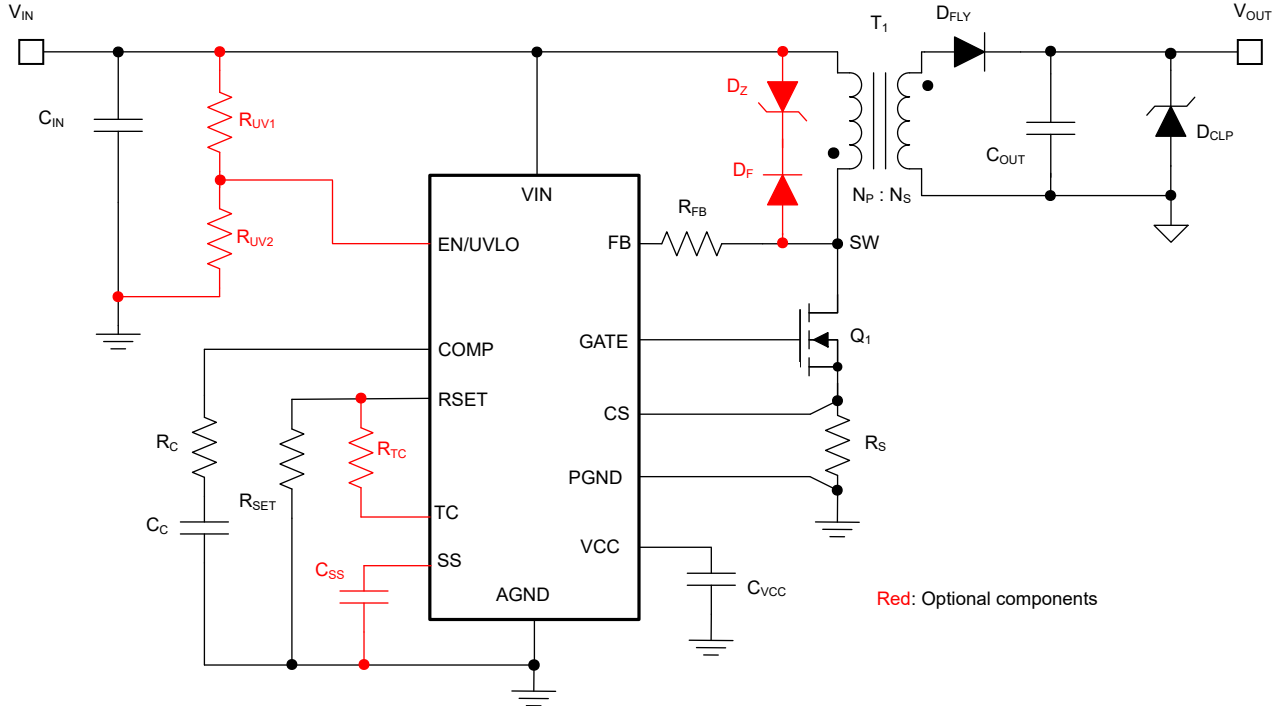 VIN
T1
DFLY
VOUT
CIN
RUV1
DZ
COUT
DCLP
VIN
DF
NP : NS
RUV2
EN/UVLO
FB
RFB
SW
GATE
Q1
COMP
RSET
CS
RC
RTC
RS
RSET
PGND
CC
TC
VCC
SS
CSS
CVCC
AGND
Red: Optional components